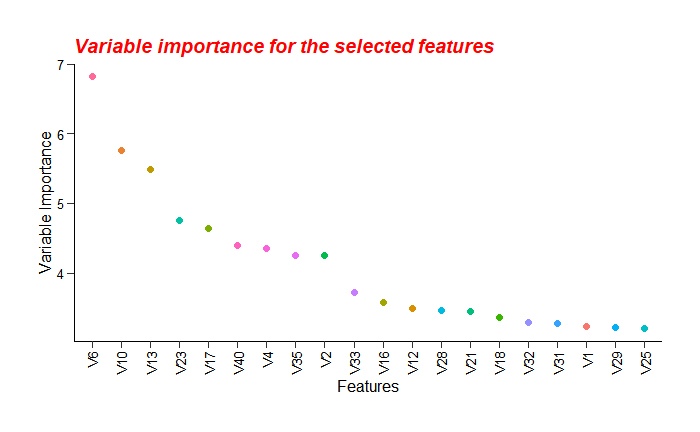 Variable importance for the selected features
Variable Importance
7
6
5
4
V6 V10 V13 V23 V17 V40 V4 V35 V2 V33 V16 V12 V28 V21 V18 V32 V31 V1 V29 V25
Features